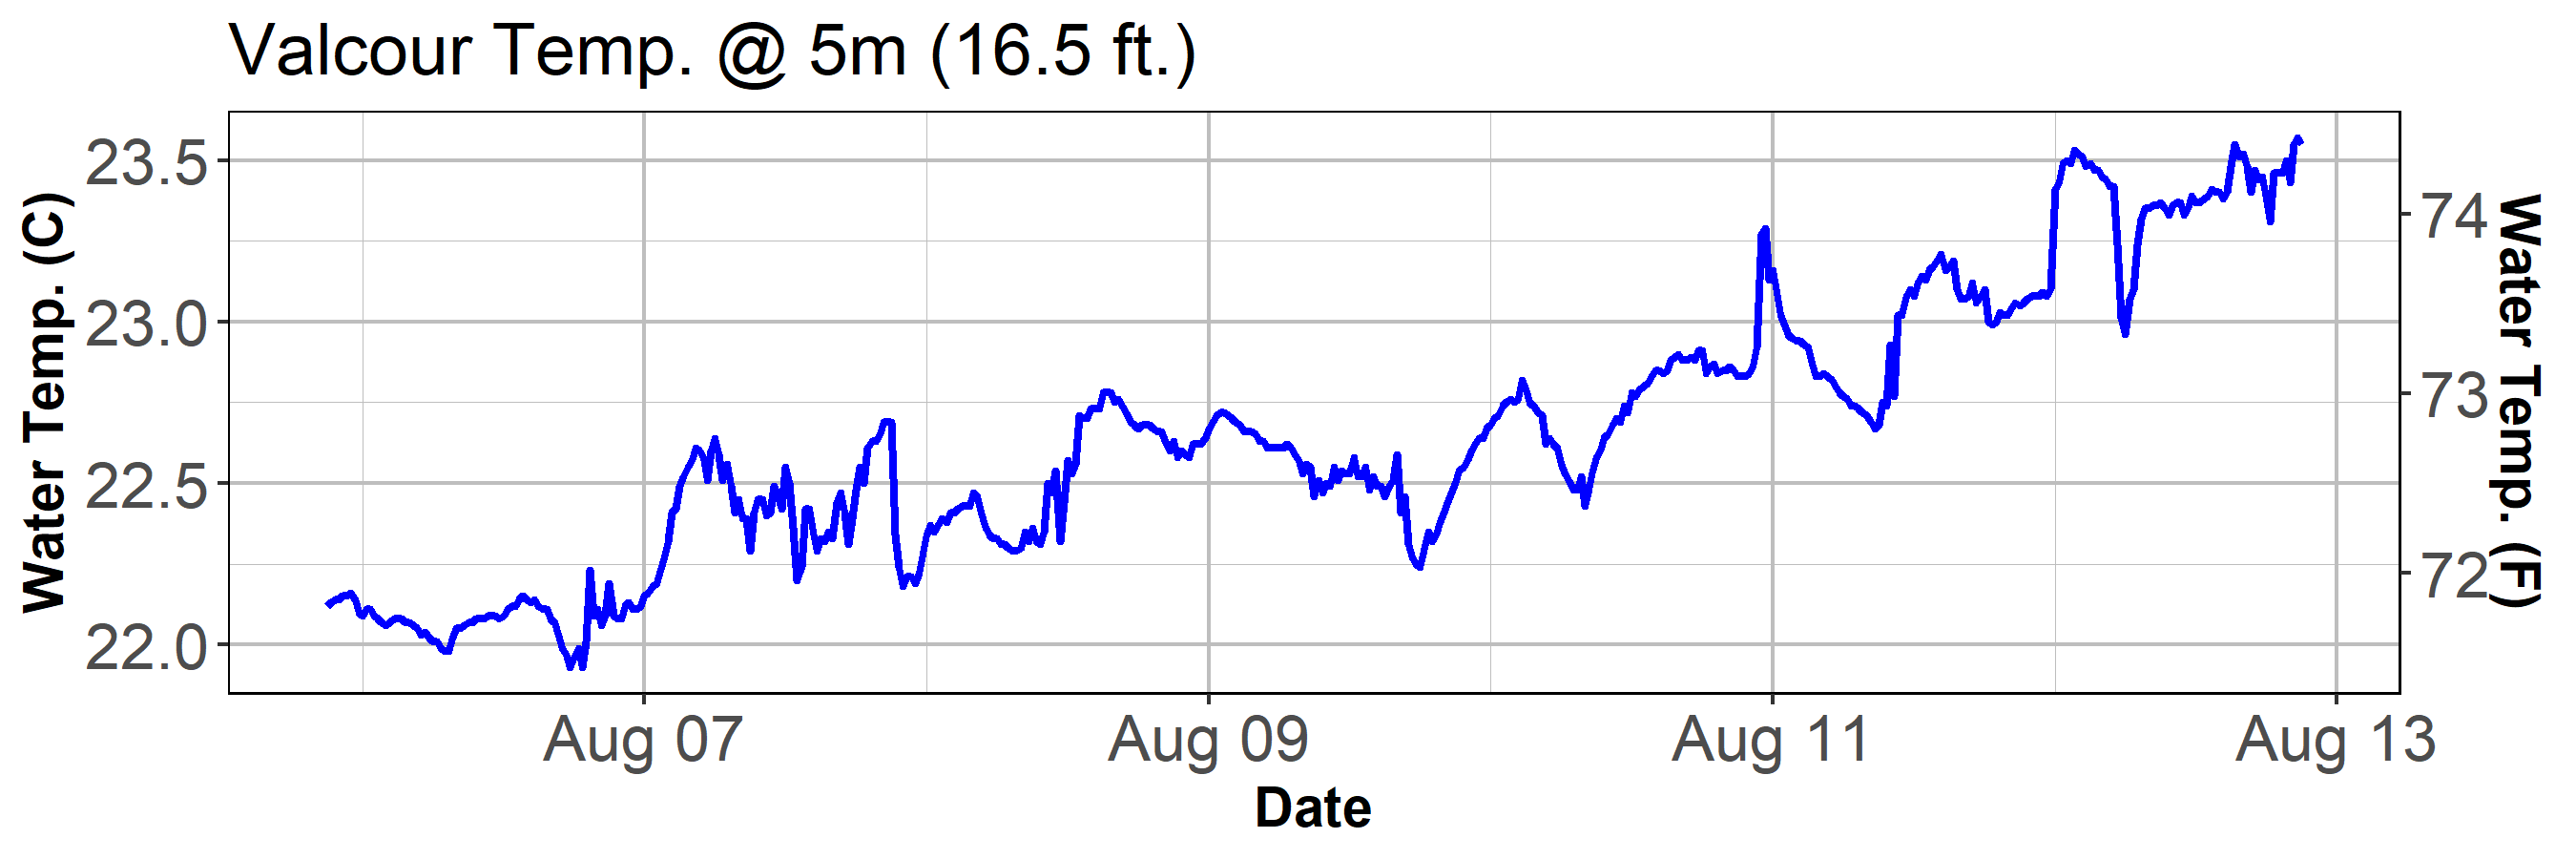 Valcour Temp. @ 5m (16.5 ft.)
Water Temp. (C)
23.5
23.0
22.5
22.0
74
73
72
Water Temp. (F)
Aug 07 Aug 09 Aug 11 Aug 13
Date